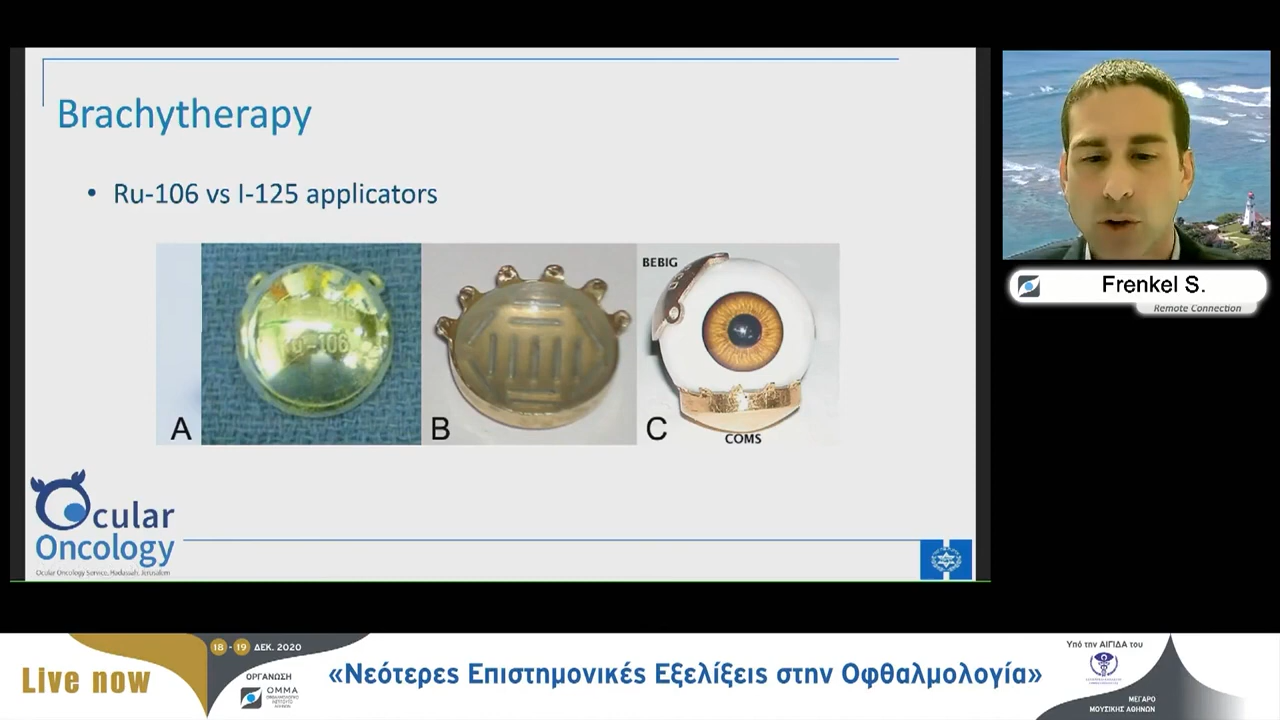 Brachytherapy
• Ru-106 vs I-125 applicators
ru-106
A
B
BEBIG
C
COMS
Ocular
Oncology
Ocular Oncology Service, Hadassah, Jerusalem
Frenkel S.
Remote Connection
Live now
18 - 19 ΔΕΚ. 2020
ΟΡΓΑΝΩΣΗ
ΟΜΜΑ
«Νεότερες Επιστημονικές Εξελίξεις στην Οφθαλμολογία»
Υπό την ΑΙΓΙΔΑ του
ΜΕΓΑΡΟ
ΜΟΥΣΙΚΗΣ ΑΘΗΝΩΝ